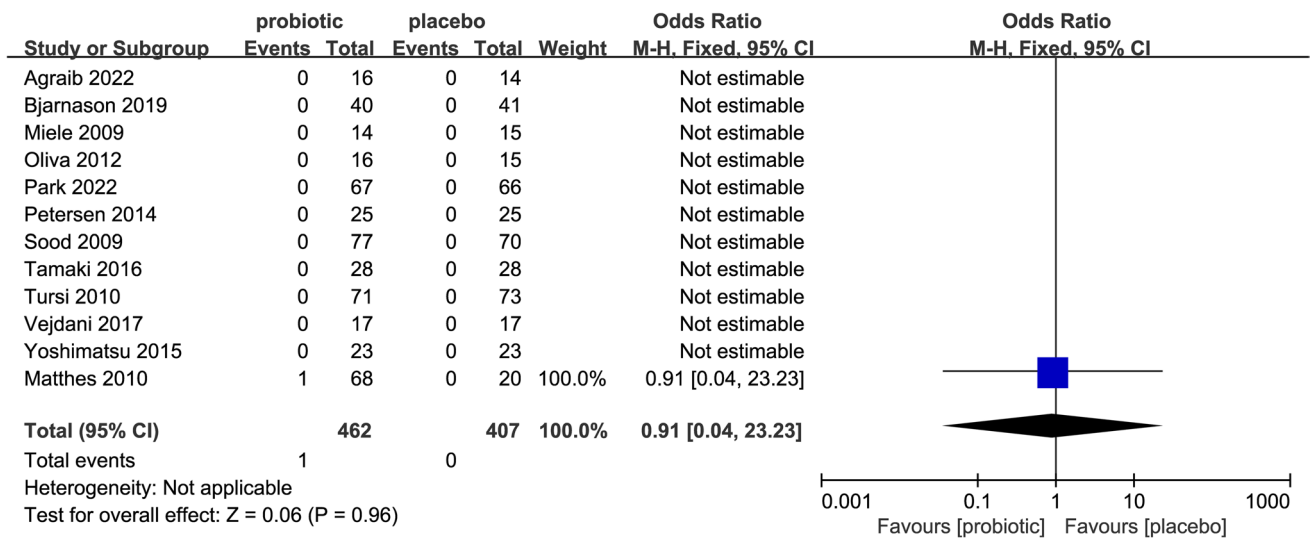 probiotic placebo Odds Ratio Odds Ratio
Study or Subgroup Events Total Events Total Weight M-H, Fixed, 95% CI M-H, Fixed, 95% CI
Agraib 2022 0 16 0 14 Not estimable
Bjarnason 2019 0 40 0 41 Not estimable
Miele 2009 0 14 0 15 Not estimable
Oliva 2012 0 16 0 15 Not estimable
Park 2022 0 67 0 66 Not estimable
Petersen 2014 0 25 0 25 Not estimable
Sood 2009 0 77 0 70 Not estimable
Tamaki 2016 0 28 0 28 Not estimable
Tursi 2010 0 71 0 73 Not estimable
Vejdani 2017 0 17 0 17 Not estimable
Yoshimatsu 2015 0 23 0 23 Not estimable
Matthes 2010 1 68 0 20 100.0% 0.91 [0.04, 23.23]
Total (95% CI) 462 407 100.0% 0.91 [0.04, 23.23]
Total events 1 0
Heterogeneity: Not applicable
Test for overall effect: Z = 0.06 (P = 0.96)
0.001 0.1 1 10 1000
Favours [probiotic] Favours [placebo]